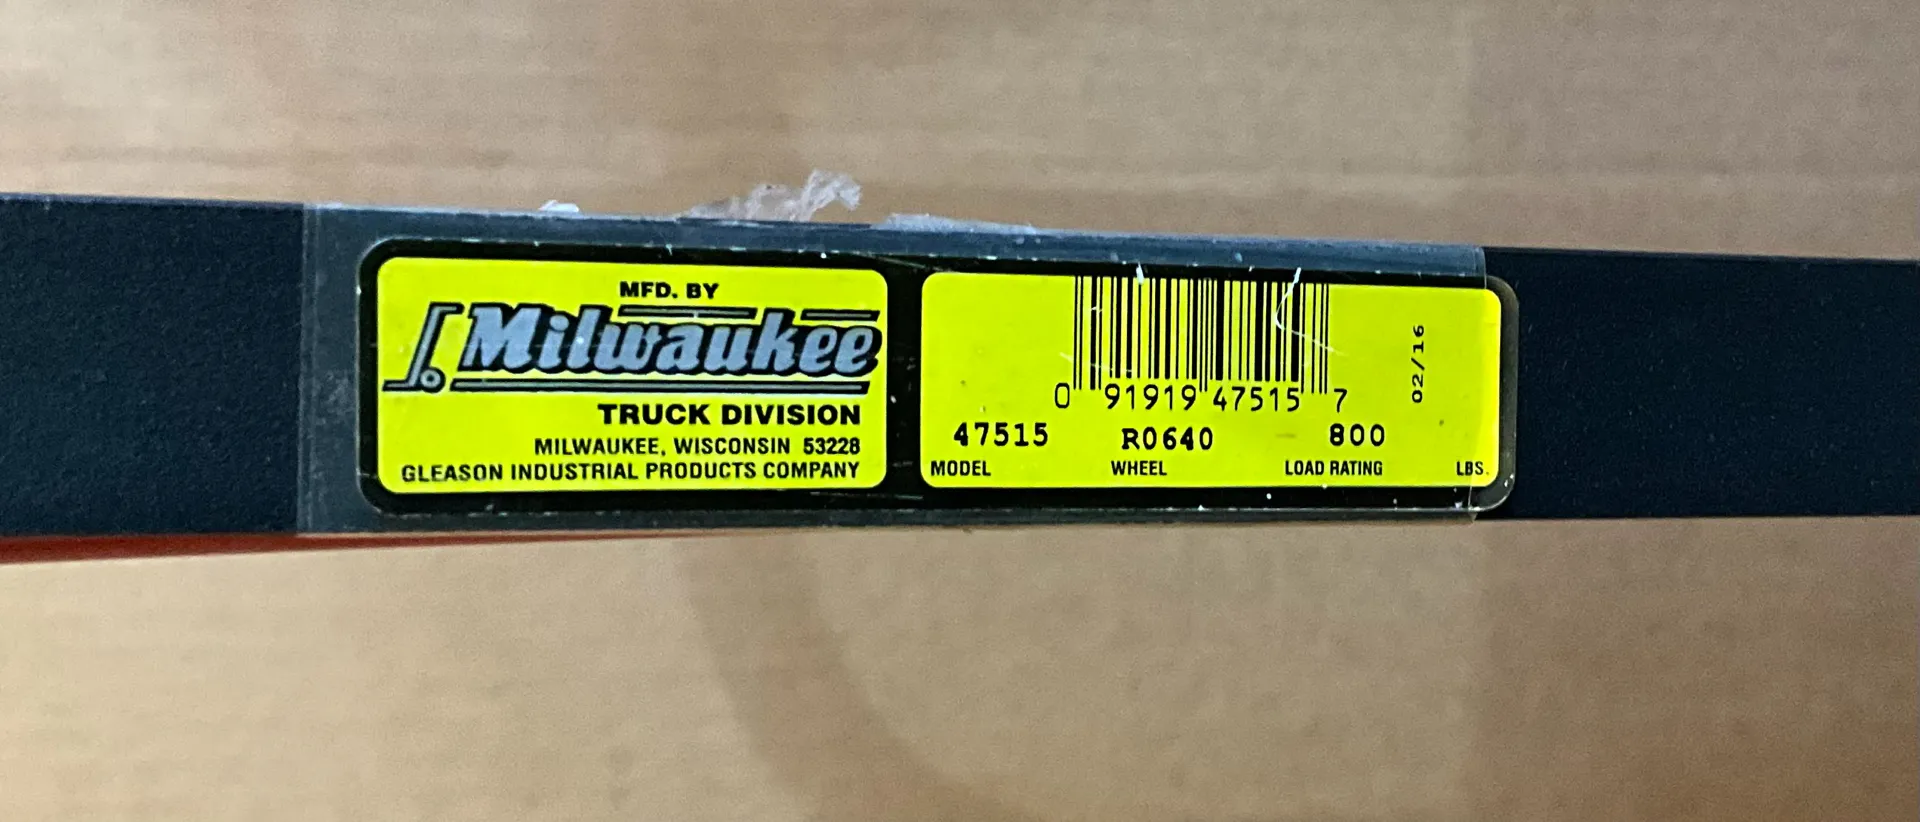 MFD. BY
Milwaukee
TRUCK DIVISION
MILWAUKEE, WISCONSIN 53228
GLEASON INDUSTRIAL PRODUCTS COMPANY
0 91919 47515 7
02/16
47515 R0640 800
MODEL WHEEL LOAD RATING LBS.